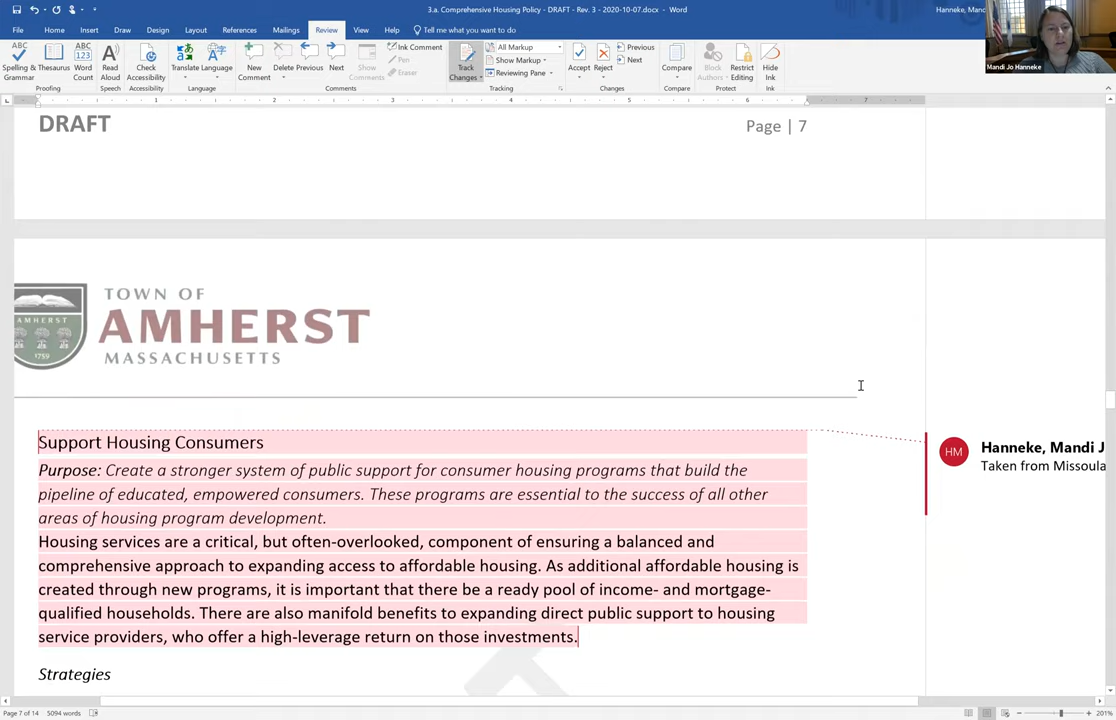 3.a. Comprehensive Housing Policy - DRAFT - Rev. 3 - 2020-10-07.docx - Word
Hanneke, Mandi
File Home Insert Draw Design Layout References Mailings Review View Help Tell me what you want to do
Mandi Jo Hanneke
Spelling & Grammar
Thesaurus
Word Count
Read Aloud
Check Accessibility
Translate
Language
New Comment
Delete
Previous
Next
Show Comments
Ink Comment
Pen
Eraser
Track Changes
All Markup
Show Markup
Reviewing Pane
Accept
Reject
Previous
Next
Compare
Block Authors
Restrict Editing
Hide Ink
Proofing Speech Accessibility Language Comments Tracking Changes Compare Protect Ink
1 2 3 4 5 6 7
DRAFT
Page | 7
AMHERST
1759
TOWN OF
AMHERST
MASSACHUSETTS
Support Housing Consumers
Purpose: Create a stronger system of public support for consumer housing programs that build the
pipeline of educated, empowered consumers. These programs are essential to the success of all other
areas of housing program development.
Housing services are a critical, but often-overlooked, component of ensuring a balanced and
comprehensive approach to expanding access to affordable housing. As additional affordable housing is
created through new programs, it is important that there be a ready pool of income- and mortgage-
qualified households. There are also manifold benefits to expanding direct public support to housing
service providers, who offer a high-leverage return on those investments.
Strategies
HM
Hanneke, Mandi J
Taken from Missoula
Page 7 of 14 5094 words
201%